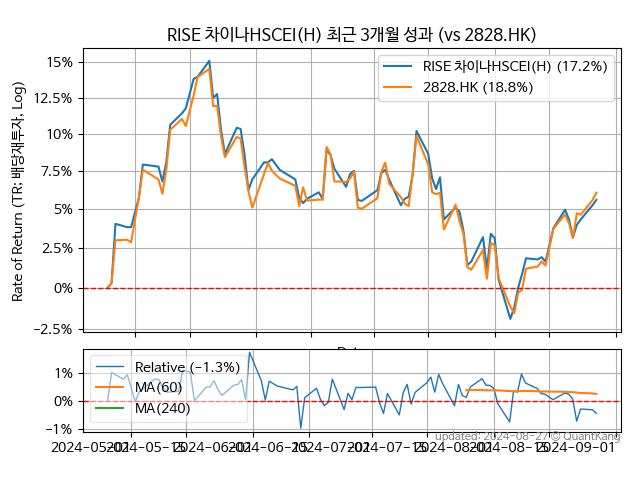 RISE 차이나HSCEI(H) 최근 3개월 성과 (vs 2828.HK)
Rate of Return (TR: 배당재투자, Log)
15%
12.5%
10%
7.5%
5%
2.5%
0%
−2.5%
RISE 차이나HSCEI(H) (17.2%)
2828.HK (18.8%)
1%
0%
−1%
Relative (−1.3%)
MA(60)
MA(240)
updated: 2024-08-27 © QuantKang
2024-05-01
2024-05-15
2024-06-01
2024-06-15
2024-07-01
2024-07-15
2024-08-01
2024-08-15
2024-09-01